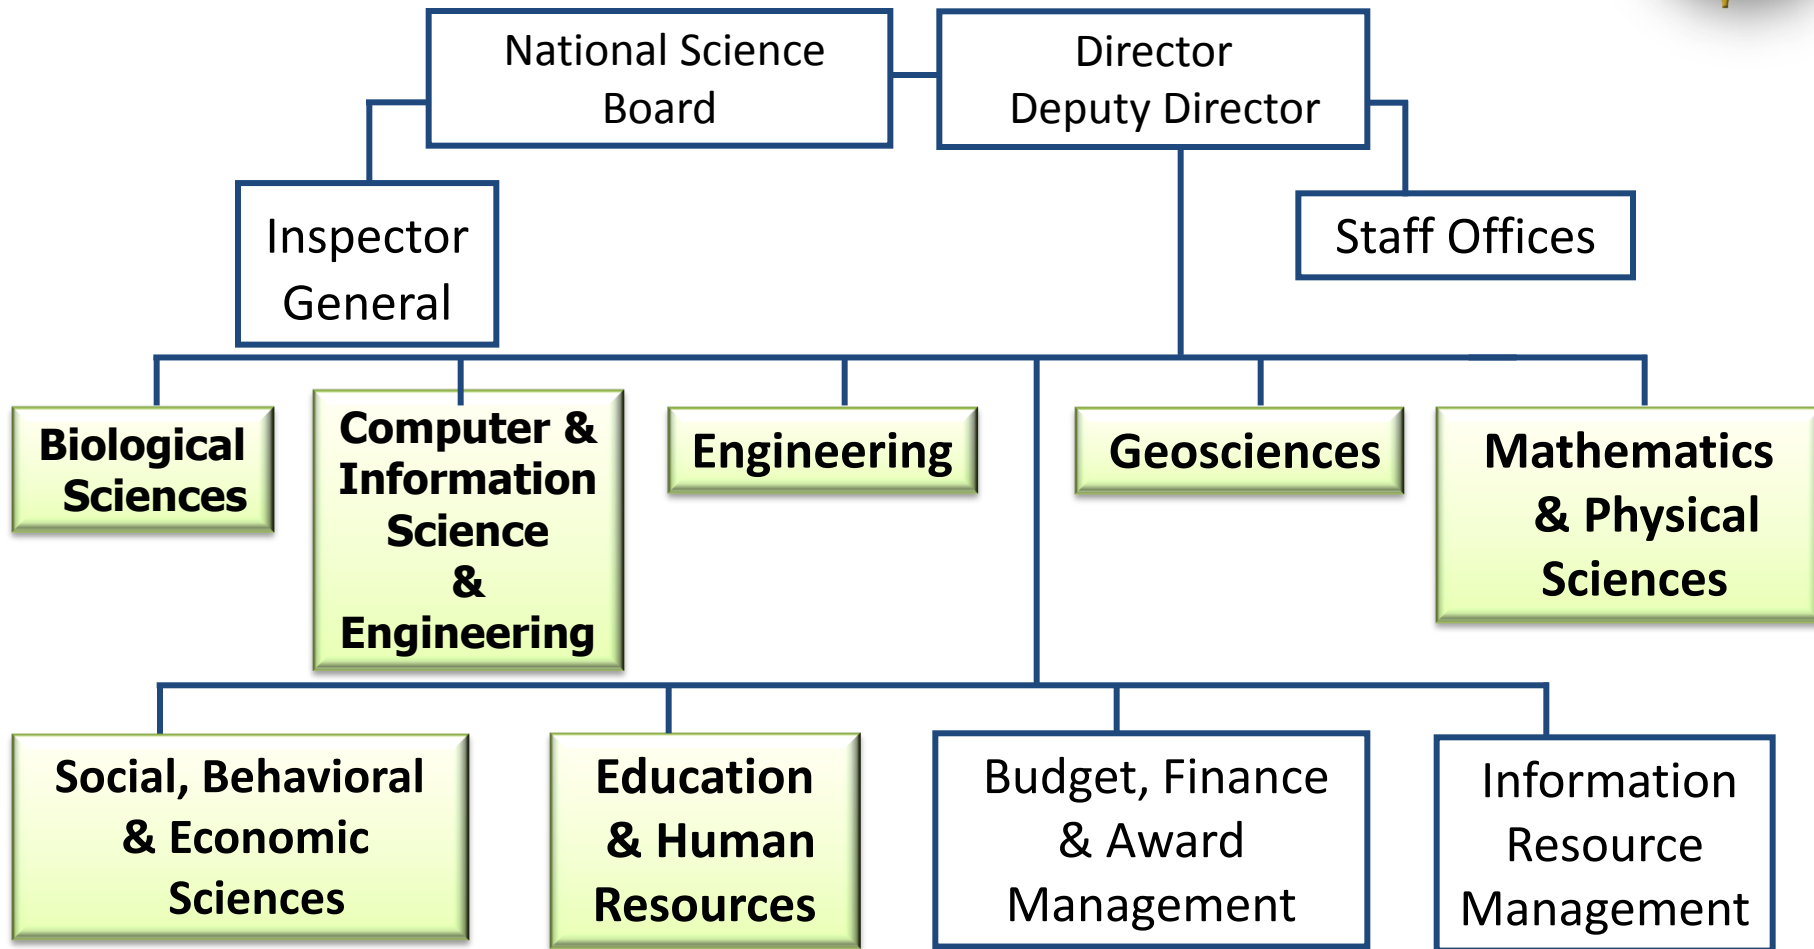 National Science
Board
Director
Deputy Director
Inspector
General
Staff Offices
Biological
Sciences
Computer &
Information
Science
&
Engineering
Engineering
Geosciences
Mathematics
& Physical
Sciences
Social, Behavioral
& Economic
Sciences
Education
& Human
Resources
Budget, Finance
& Award
Management
Information
Resource
Management